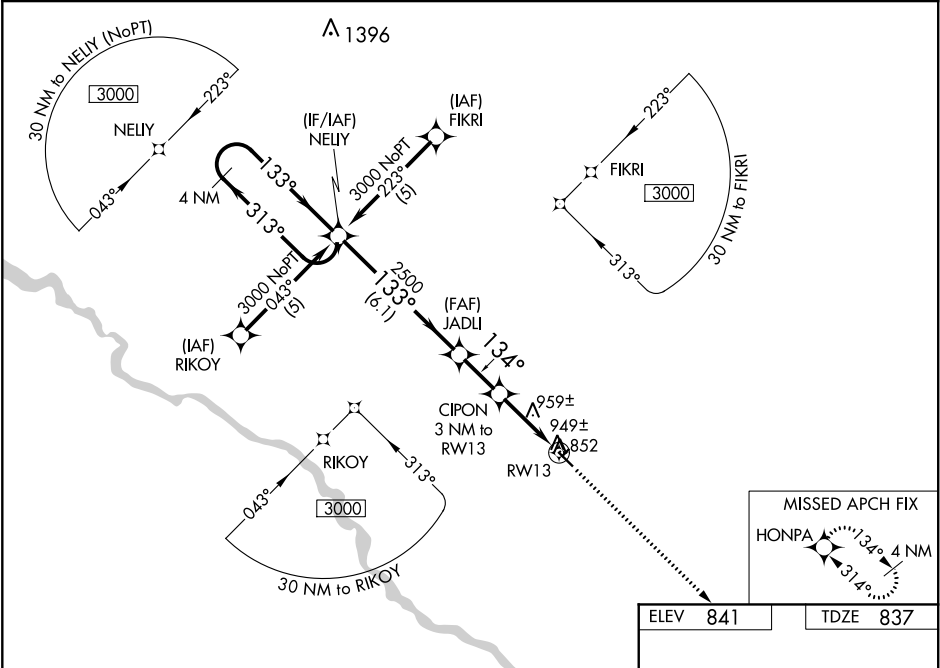 1396
30 NM to NELIY (NoPT)
3000
223°
NELIY
043°
(IF/IAF)
NELIY
(IAF)
FIKRI
3000 NoPT
223°
(5)
133°
4 NM
313°
3000 NoPT
043°
(5)
(IAF)
RIKOY
223°
FIKRI
3000
313°
30 NM to FIKRI
2500
133°
(6.1)
(FAF)
JADLI
134°
CIPON
3 NM to
RW13
959±
949±
852
RW13
RIKOY
043°
313°
3000
30 NM to RIKOY
MISSED APCH FIX
HONPA
134°
4 NM
314°
ELEV 841
TDZE 837